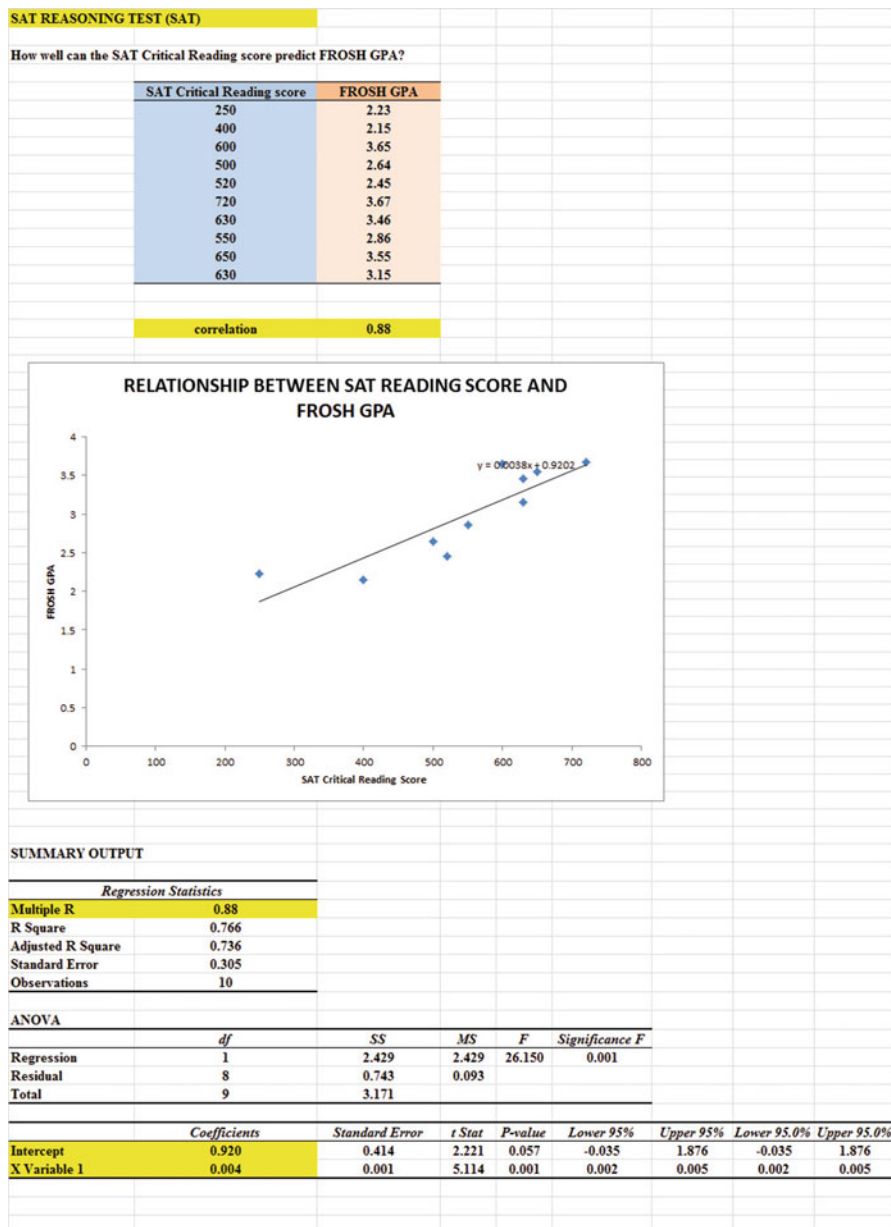 SAT REASONING TEST (SAT)
How well can the SAT Critical Reading score predict FROSH GPA?
SAT Critical Reading score FROSH GPA
250 2.23
400 2.15
600 3.65
500 2.64
520 2.45
720 3.67
630 3.46
550 2.86
650 3.55
630 3.15
correlation 0.88
RELATIONSHIP BETWEEN SAT READING SCORE AND
FROSH GPA
y = 0.0038x + 0.9202
4
3.5
3
2.5
2
1.5
1
0.5
0
FROSH GPA
0 100 200 300 400 500 600 700 800
SAT Critical Reading Score
SUMMARY OUTPUT
Regression Statistics
Multiple R 0.88
R Square 0.766
Adjusted R Square 0.736
Standard Error 0.305
Observations 10
ANOVA
df SS MS F Significance F
Regression 1 2.429 2.429 26.150 0.001
Residual 8 0.743 0.093
Total 9 3.171
Coefficients Standard Error t Stat P-value Lower 95% Upper 95% Lower 95.0% Upper 95.0%
Intercept 0.920 0.414 2.221 0.057 -0.035 1.876 -0.035 1.876
X Variable 1 0.004 0.001 5.114 0.001 0.002 0.005 0.002 0.005